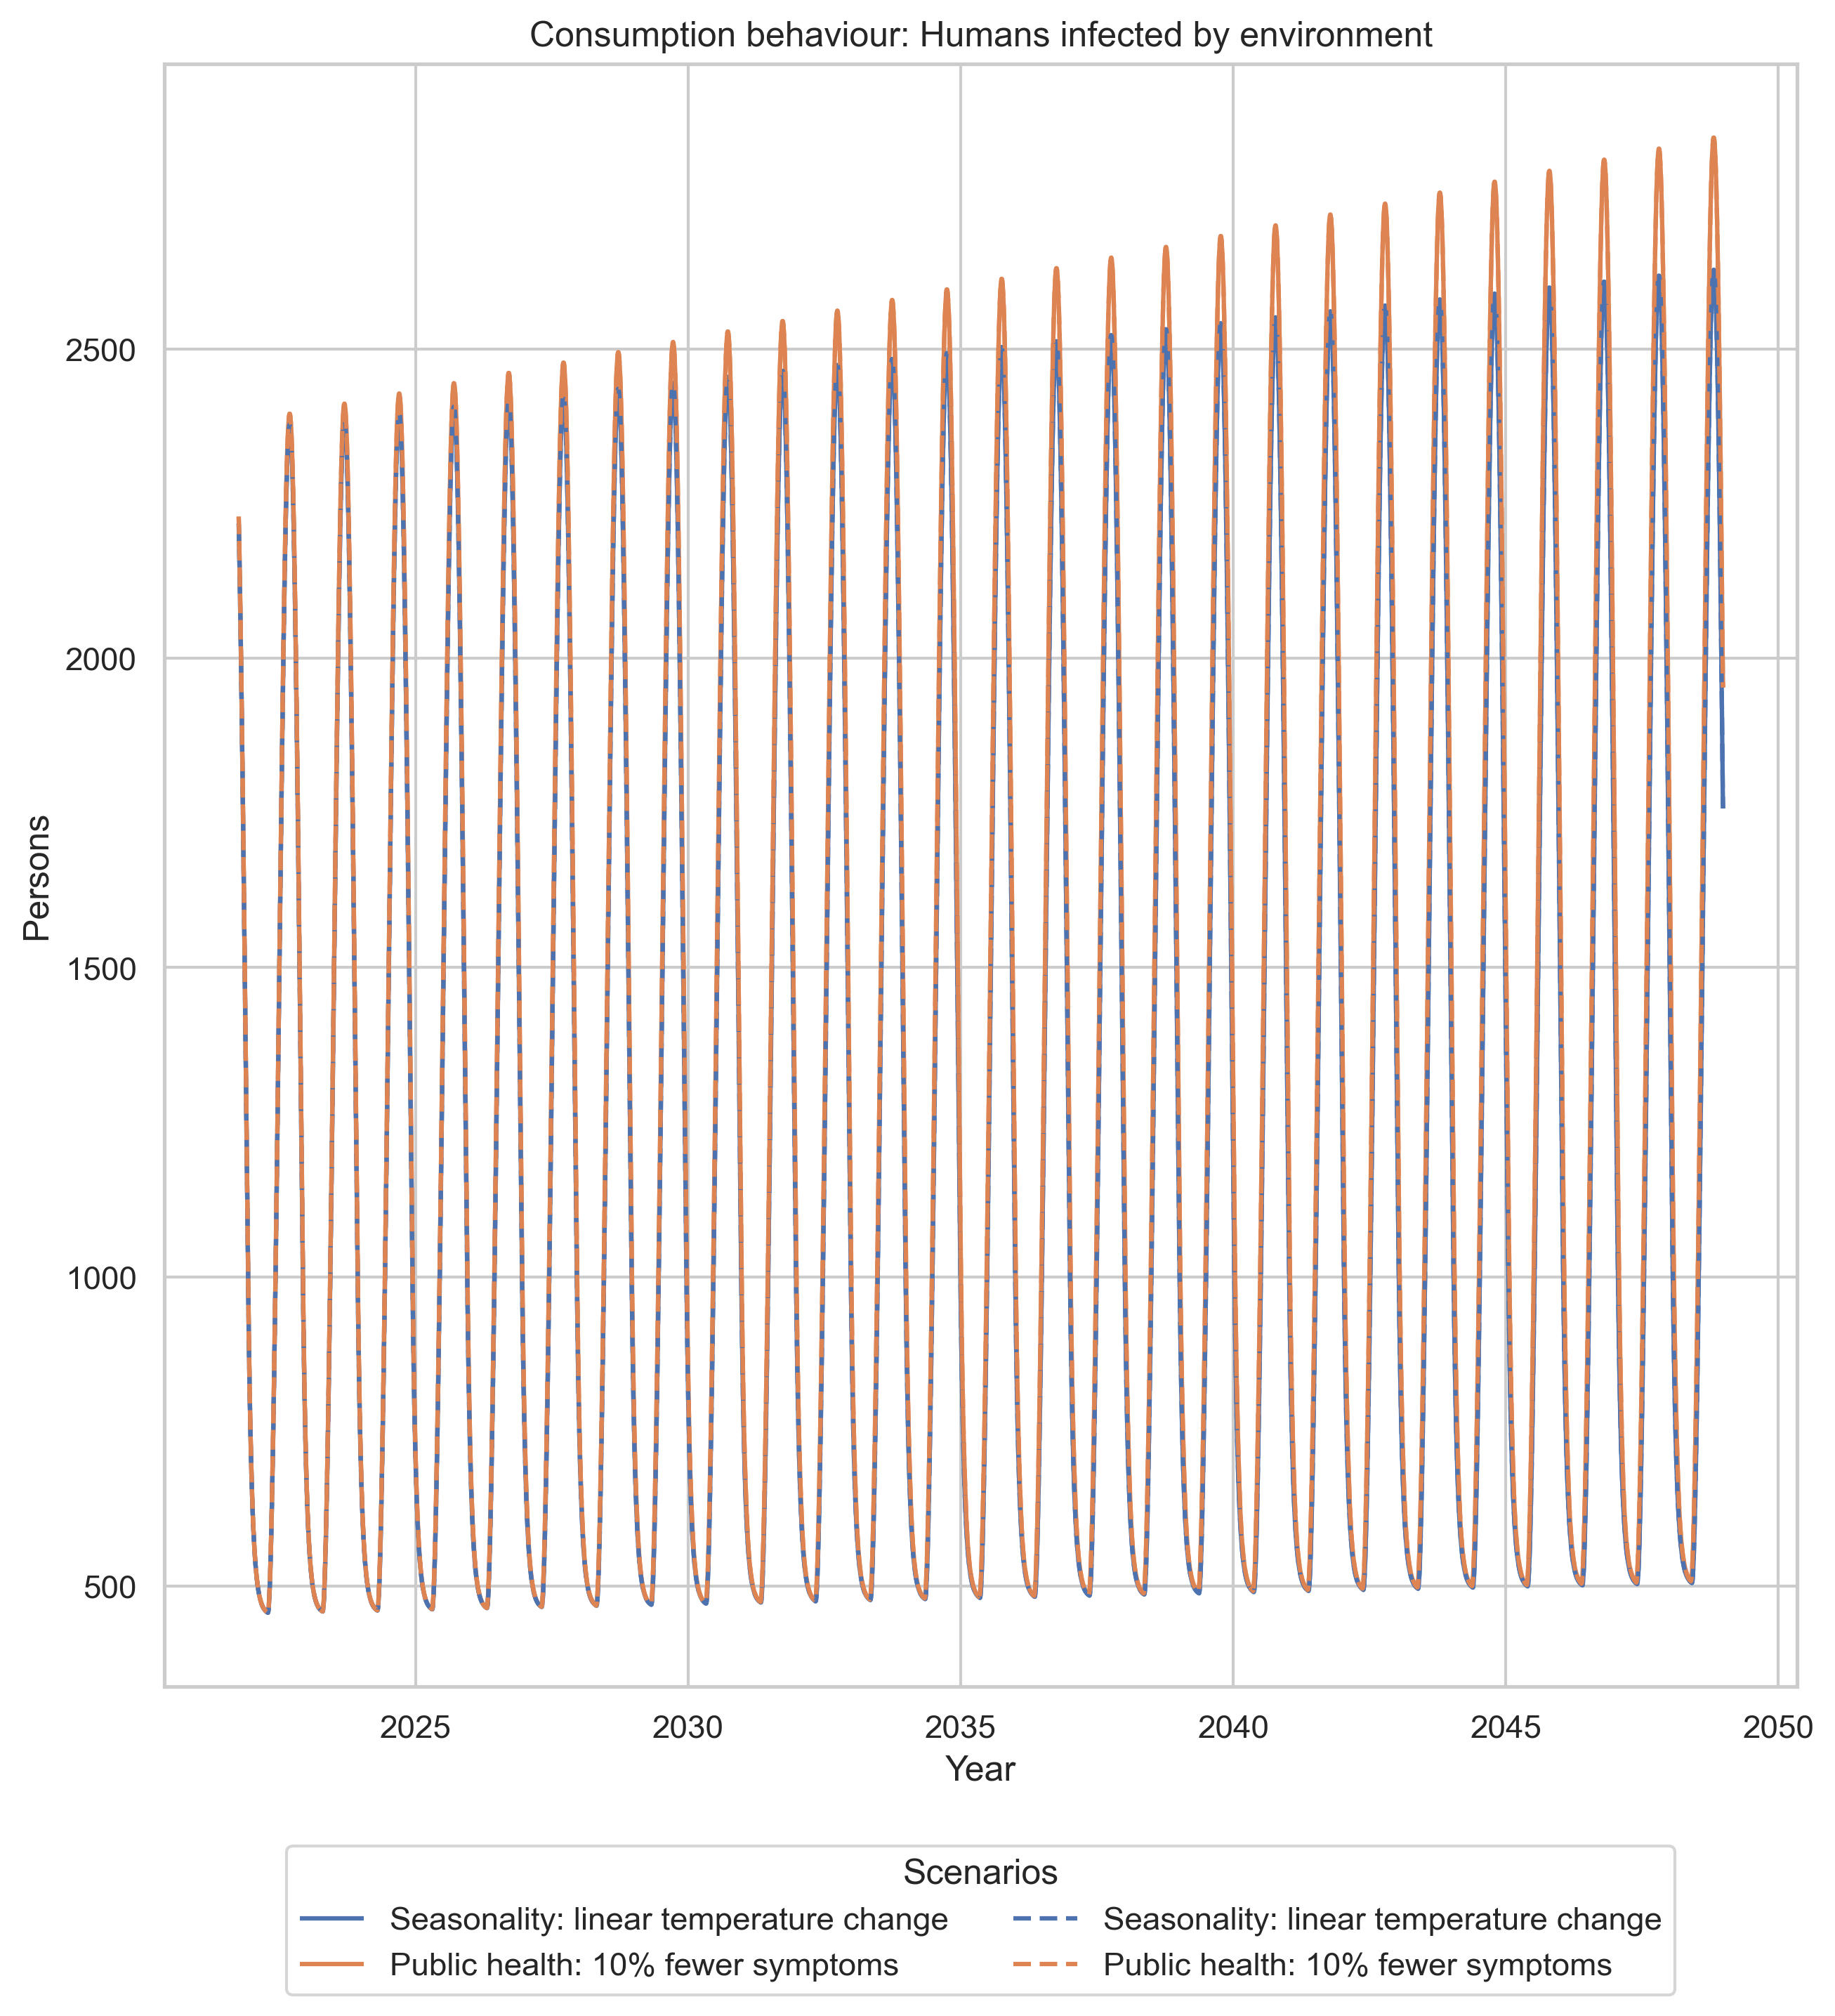 Consumption behaviour: Humans infected by environment
Persons
2500
2000
1500
1000
500
2025 2030 2035 2040 2045 2050
Year
Scenarios
Seasonality: linear temperature change Seasonality: linear temperature change
Public health: 10% fewer symptoms Public health: 10% fewer symptoms